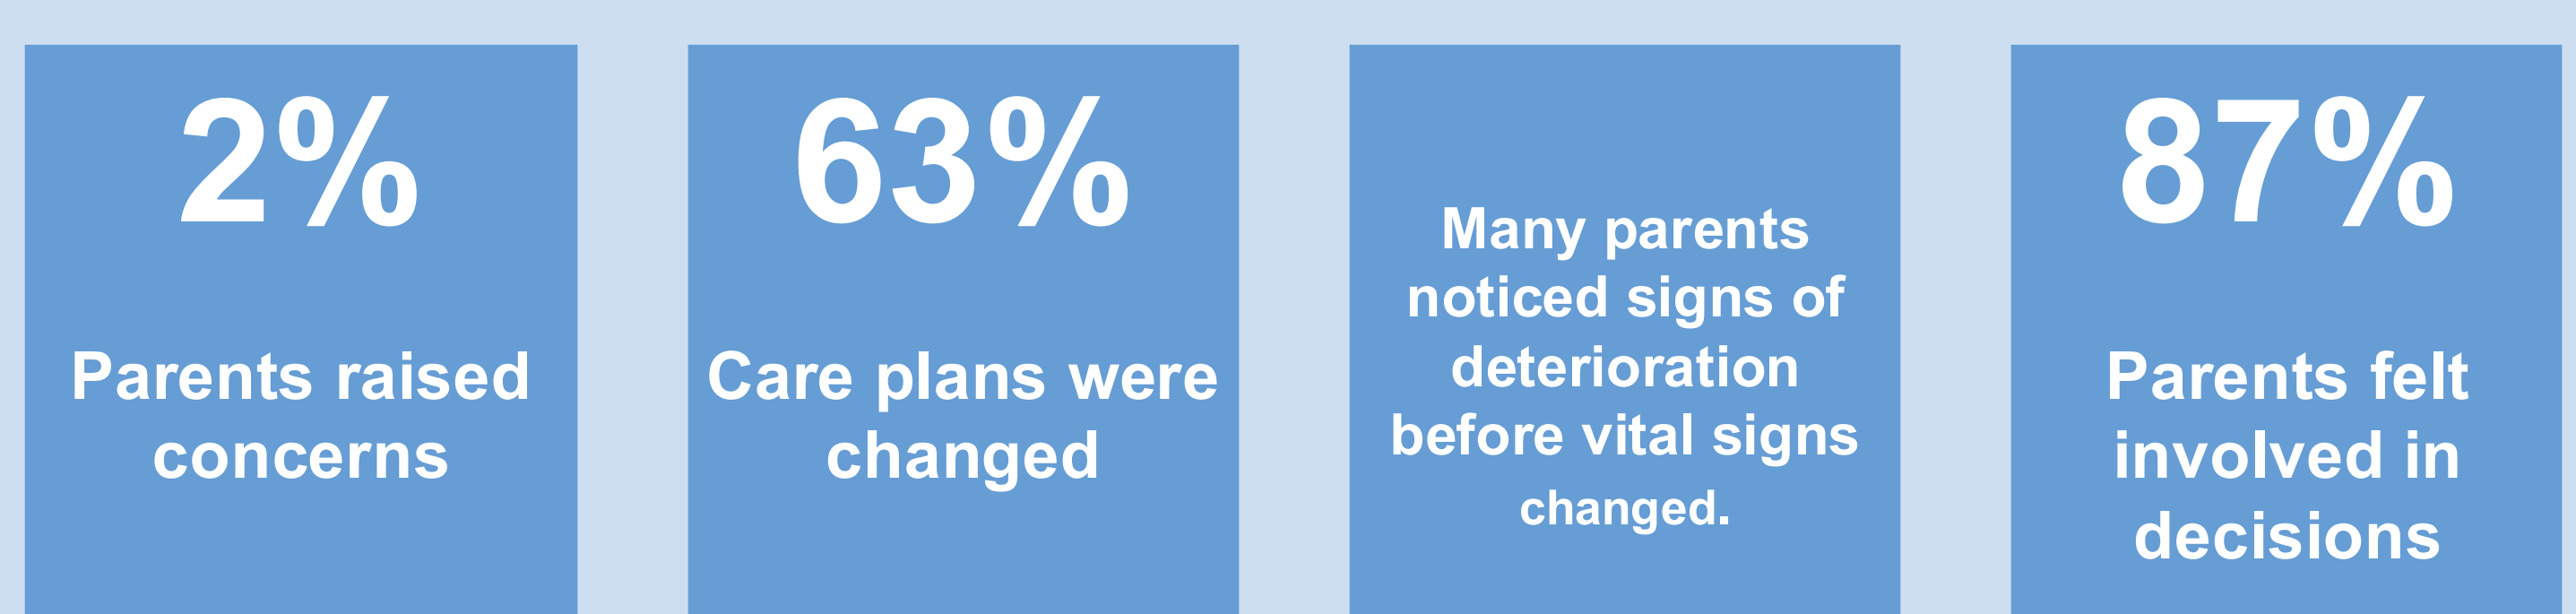 2%
Parents raised
concerns
63%
Care plans were
changed
Many parents
noticed signs of
deterioration
before vital signs
changed.
87%
Parents felt
involved in
decisions